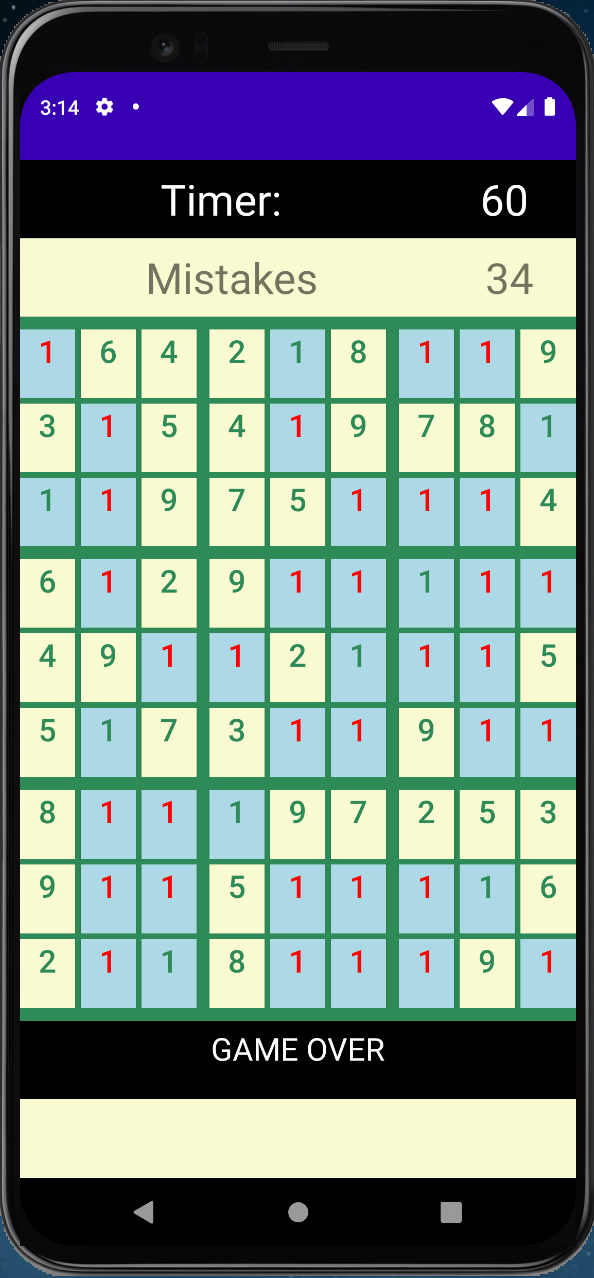 3:14
Timer: 60
Mistakes 34
1 6 4 2 1 8 1 1 9
3 1 5 4 1 9 7 8 1
1 1 9 7 5 1 1 1 4
6 1 2 9 1 1 1 1 1
4 9 1 1 2 1 1 1 5
5 1 7 3 1 1 9 1 1
8 1 1 1 9 7 2 5 3
9 1 1 5 1 1 1 1 6
2 1 1 8 1 1 1 9 1
GAME OVER